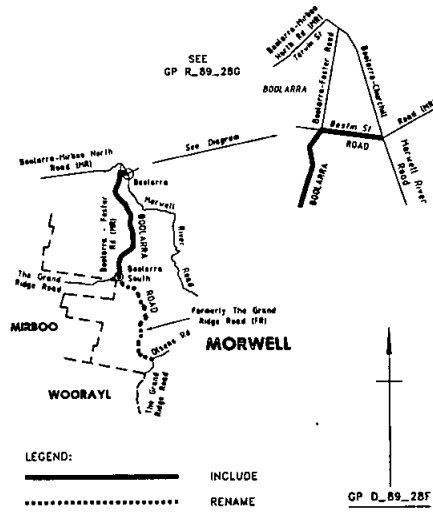 SEE
GP R_89_28G
Boolarra-Mirboo
North Rd (MR)
Tarwin St
Boolarra-Foster Road
Boolarra-Churchill
Road (MR)
BOOLARRA
Bastin St
ROAD
BOOLARRA
Morwell River
Road
See Diagram
Boolarra-Mirboo North
Road (MR)
Boolarra
Morwell
River
Road
Boolarra - Foster
Rd (MR)
BOOLARRA
The Grand
Ridge Road
Boolarra
South
ROAD
Formerly The Grand
Ridge Road (FR)
MIRBOO
MORWELL
Olsens Rd
WOORAYL
The Grand
Ridge Road
LEGEND:
INCLUDE
RENAME
GP D_89_28F